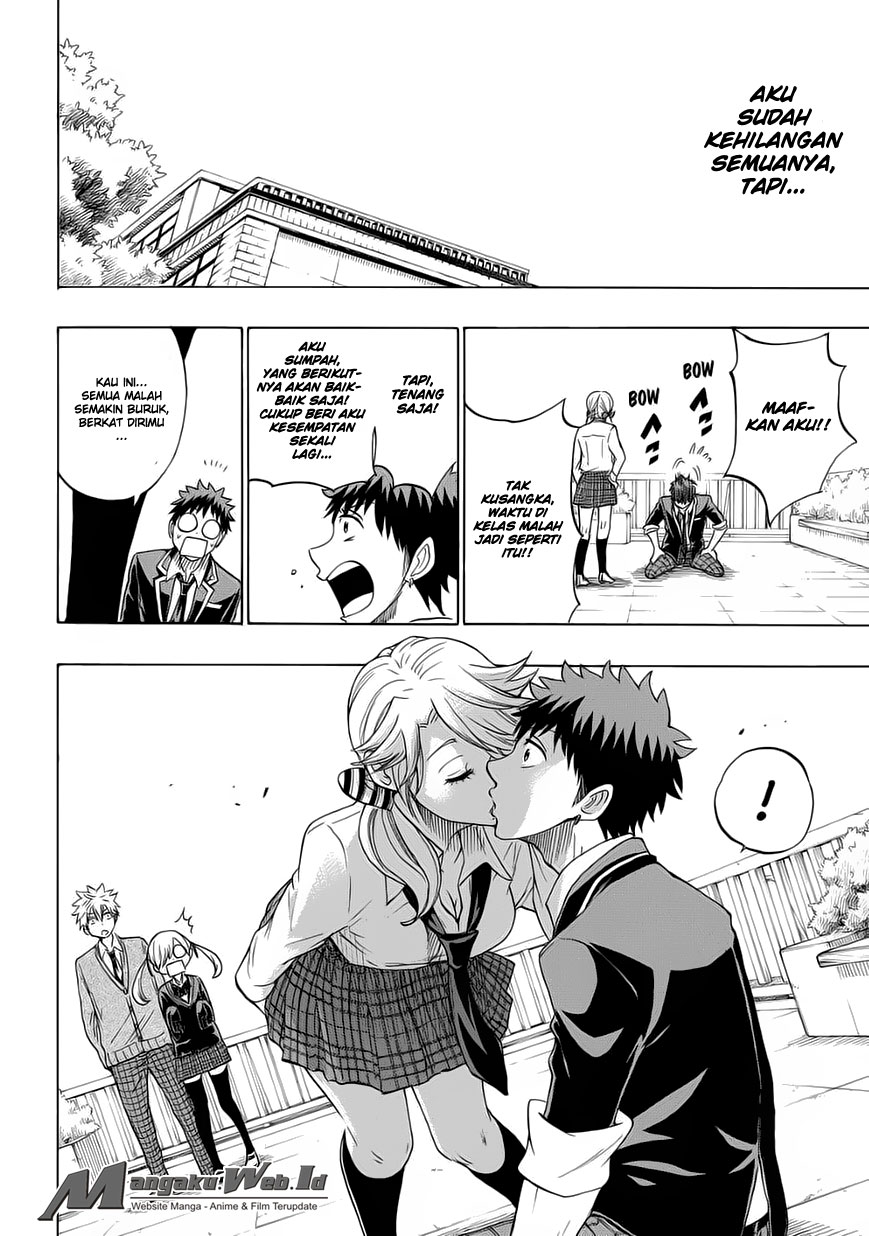 AKU
SUDAH
KEHILANGAN
SEMUANYA,
TAPI...
MAAF-
KAN AKU!!
BOW
BOW
TAK
KUSANGKA,
WAKTU DI
KELAS MALAH
JADI SEPERTI
ITU!!
TAPI,
TENANG
SAJA!
AKU
SUMPAH,
YANG BERIKUT-
NYA AKAN BAIK-
BAIK SAJA!
CUKUP BERI AKU
KESEMPATAN
SEKALI
LAGI...
KAU INI...
SEMUA MALAH
SEMAKIN BURUK,
BERKAT DIRIMU
...
!
Mangaku.Web.Id
Website Manga - Anime & Film Terupdate